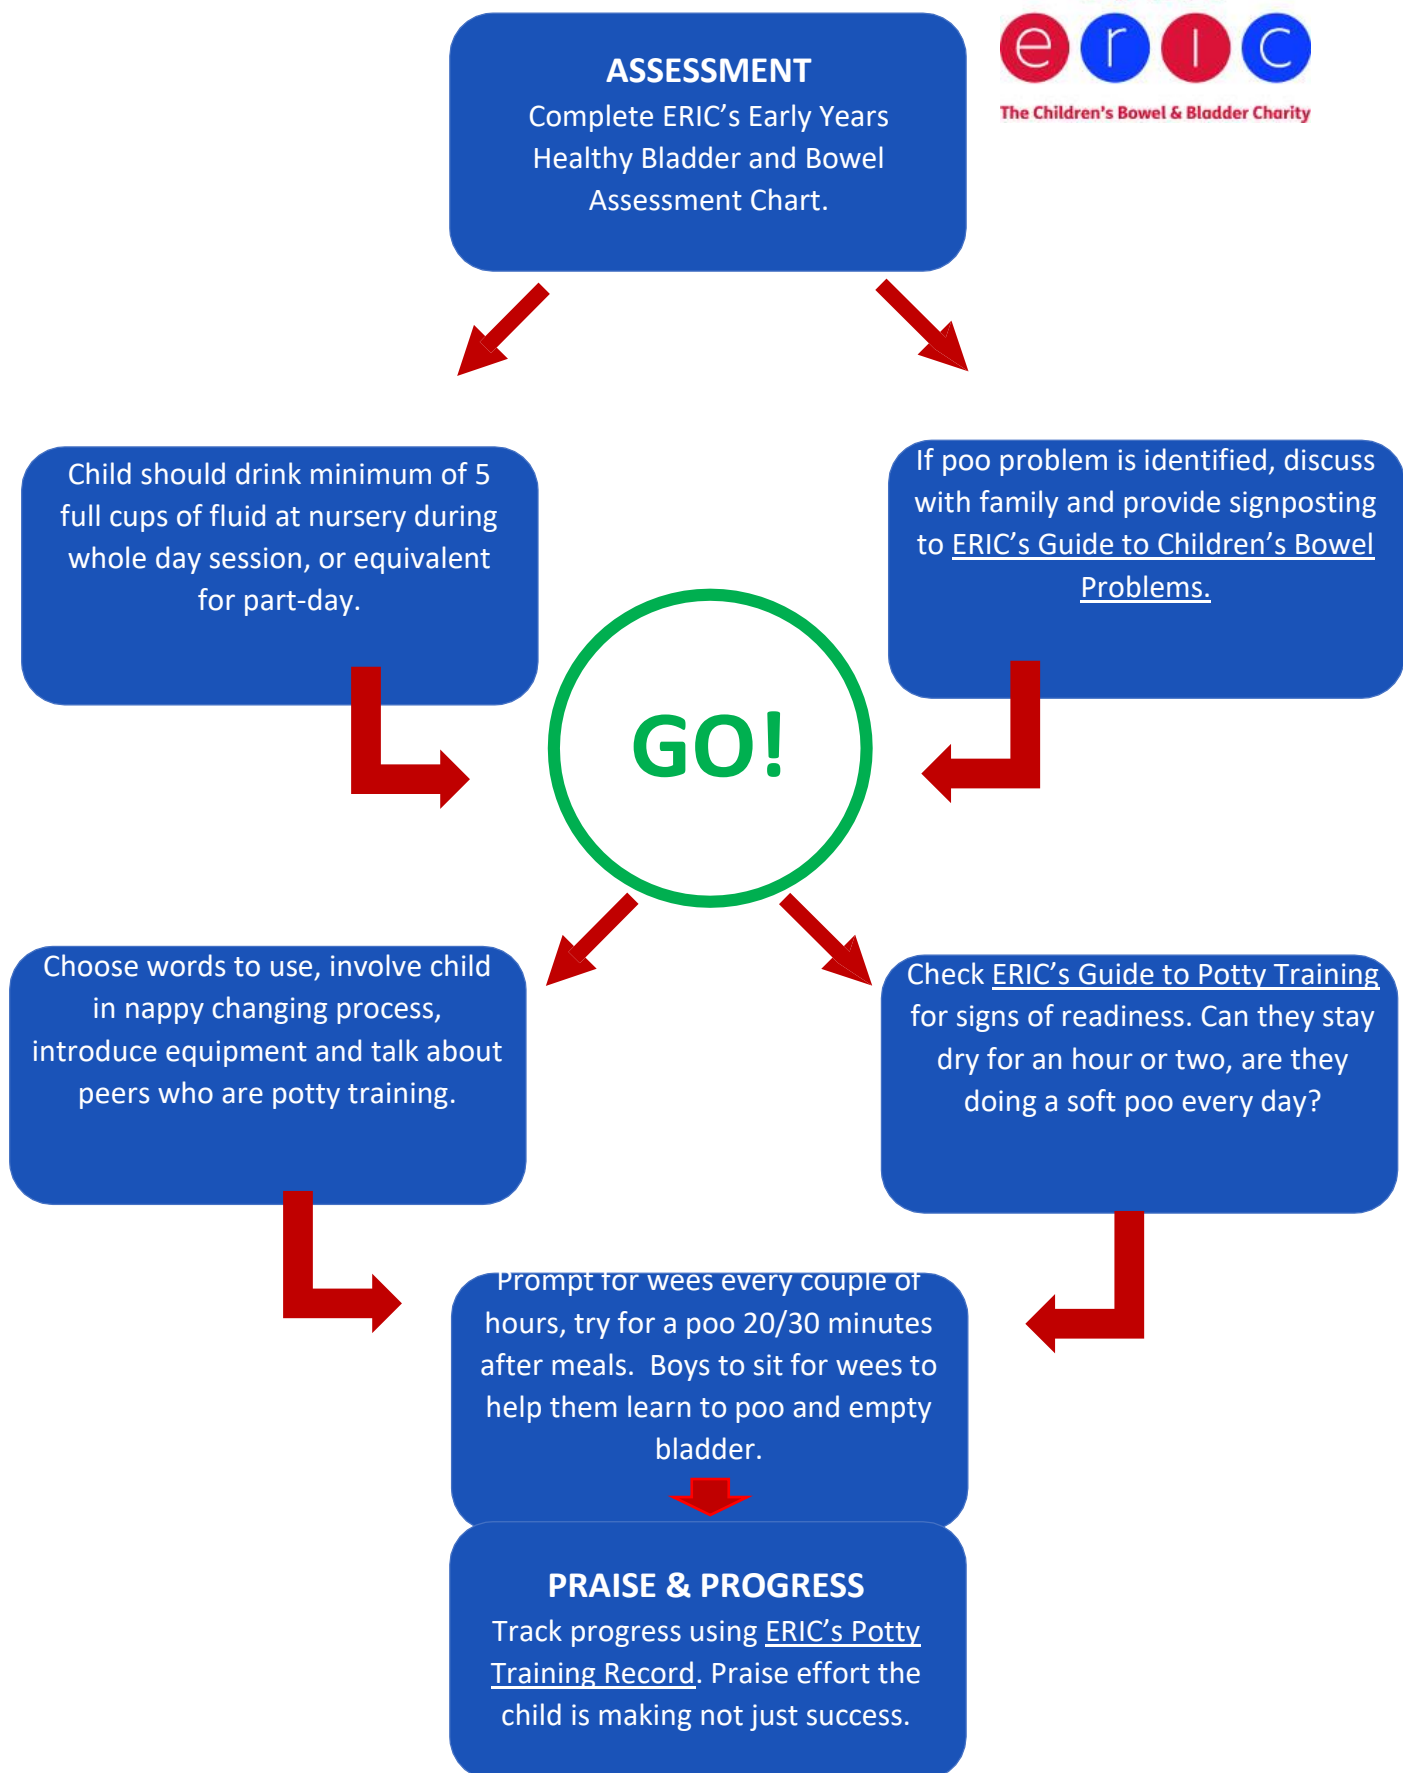 eric
The Children's Bowel & Bladder Charity
ASSESSMENT
Complete ERIC's Early Years
Healthy Bladder and Bowel
Assessment Chart.
Child should drink minimum of 5
full cups of fluid at nursery during
whole day session, or equivalent
for part-day.
If poo problem is identified, discuss
with family and provide signposting
to ERIC's Guide to Children's Bowel
Problems.
GO!
Choose words to use, involve child
in nappy changing process,
introduce equipment and talk about
peers who are potty training.
Check ERIC's Guide to Potty Training
for signs of readiness. Can they stay
dry for an hour or two, are they
doing a soft poo every day?
Prompt for wees every couple of
hours, try for a poo 20/30 minutes
after meals.  Boys to sit for wees to
help them learn to poo and empty
bladder.
PRAISE & PROGRESS
Track progress using ERIC's Potty
Training Record. Praise effort the
child is making not just success.